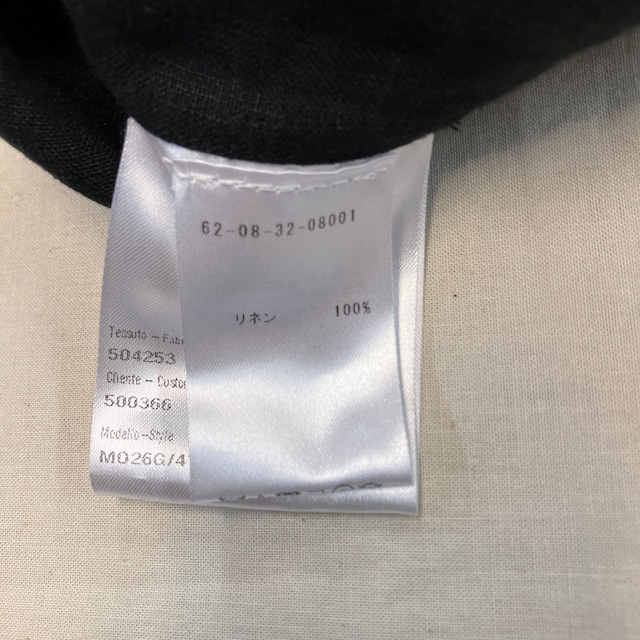 62-08-32-08001
リネン 100%
Tessuto - Fab
504253
Cliente - Custo
500366
Modello-Style
M026G/4